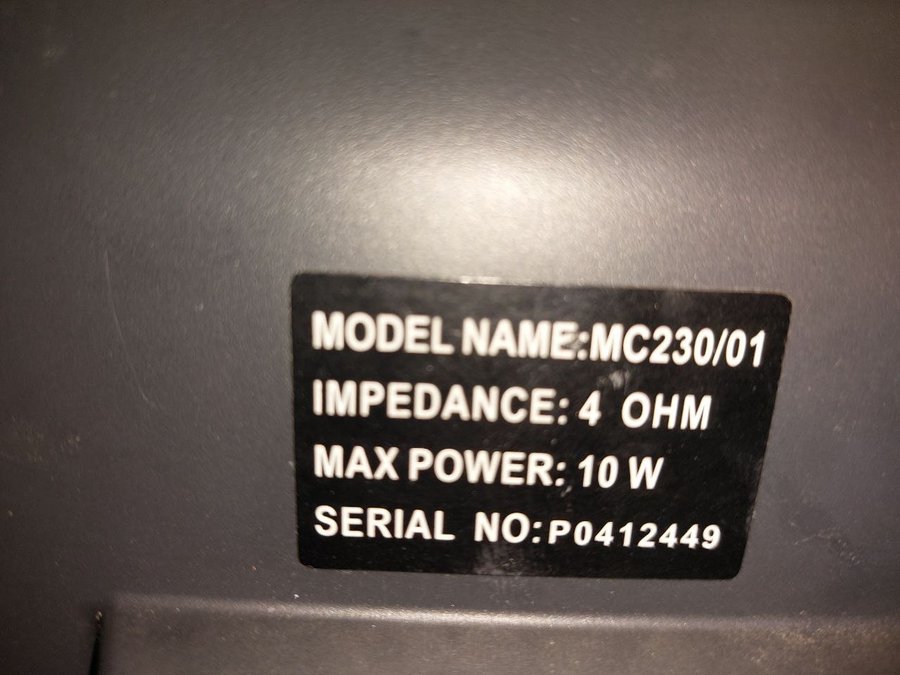 MODEL NAME:MC230/01
IMPEDANCE: 4 OHM
MAX POWER: 10 W
SERIAL NO:P0412449